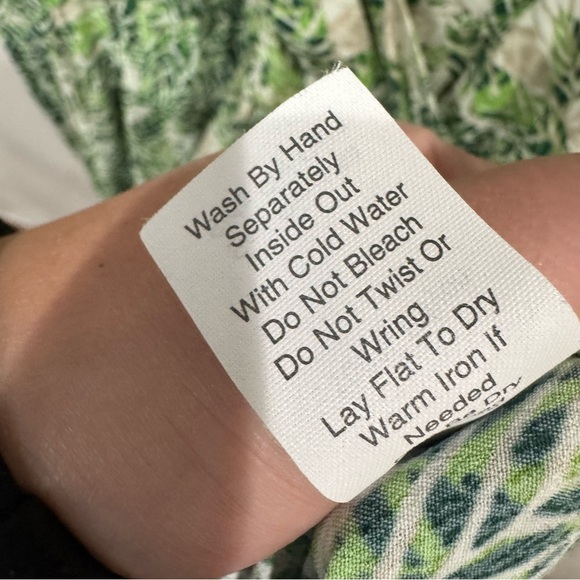 Wash By Hand
Separately
Inside Out
With Cold Water
Do Not Bleach
Do Not Twist Or
Wring
Lay Flat To Dry
Warm Iron If
Needed
Dry